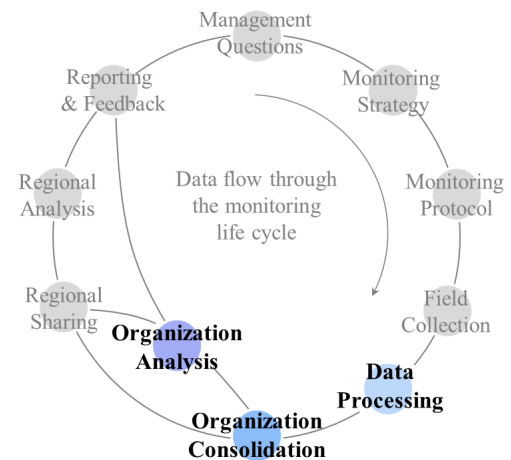 Management
Questions
Reporting
& Feedback
Monitoring
Strategy
Regional
Analysis
Data flow through
the monitoring
life cycle
Monitoring
Protocol
Regional
Sharing
Field
Collection
Organization
Analysis
Data
Processing
Organization
Consolidation